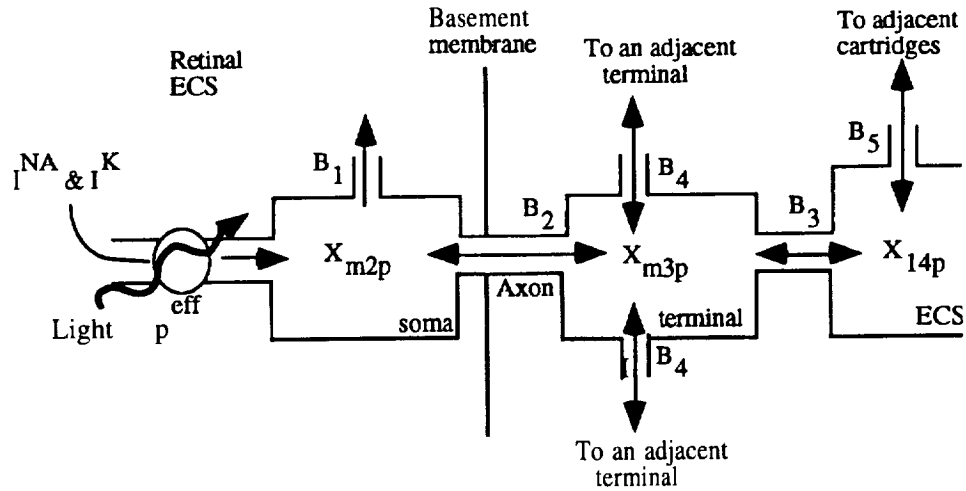 Basement
membrane
To an adjacent
terminal
To adjacent
cartridges
Retinal
ECS
I^NA & I^K
B_1
B_2
B_4
B_3
B_5
X_m2p
X_m3p
X_14p
Axon
soma
terminal
ECS
Light
p^eff
B_4
To an adjacent
terminal